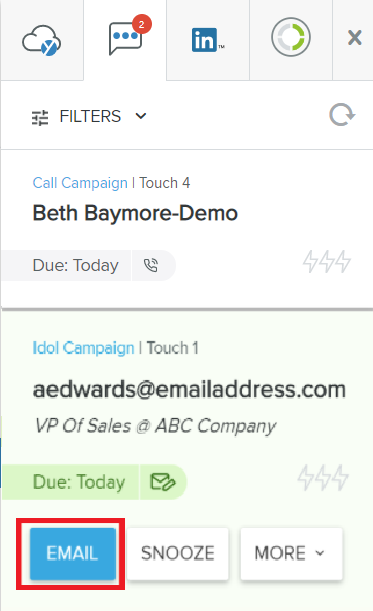 2
in™
FILTERS
Call Campaign | Touch 4
Beth Baymore-Demo
Due: Today
Idol Campaign | Touch 1
aedwards@emailaddress.com
VP Of Sales @ ABC Company
Due: Today
EMAIL SNOOZE MORE